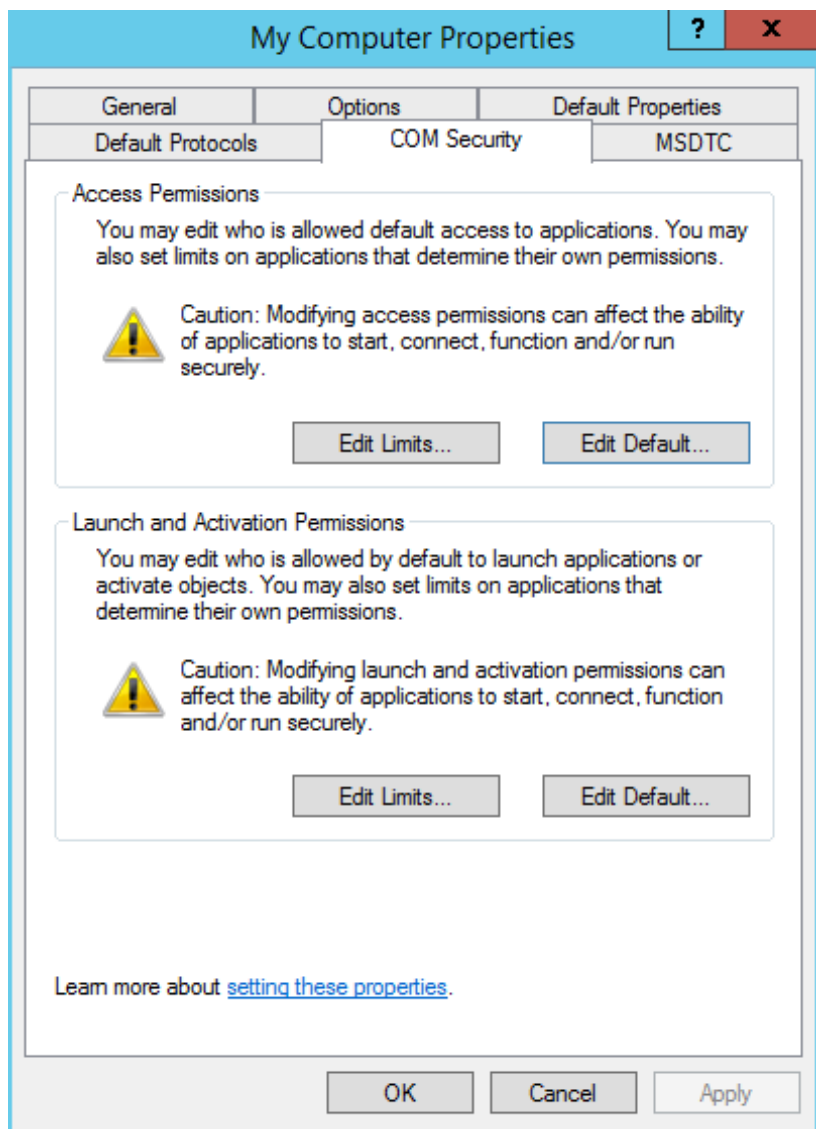 My Computer Properties
?
x
General
Options
Default Properties
Default Protocols
COM Security
MSDTC
Access Permissions
You may edit who is allowed default access to applications. You may
also set limits on applications that determine their own permissions.
Caution: Modifying access permissions can affect the ability
of applications to start, connect, function and/or run
securely.
Edit Limits...
Edit Default...
Launch and Activation Permissions
You may edit who is allowed by default to launch applications or
activate objects. You may also set limits on applications that
determine their own permissions.
Caution: Modifying launch and activation permissions can
affect the ability of applications to start, connect, function
and/or run securely.
Edit Limits...
Edit Default...
Learn more about setting these properties.
OK
Cancel
Apply